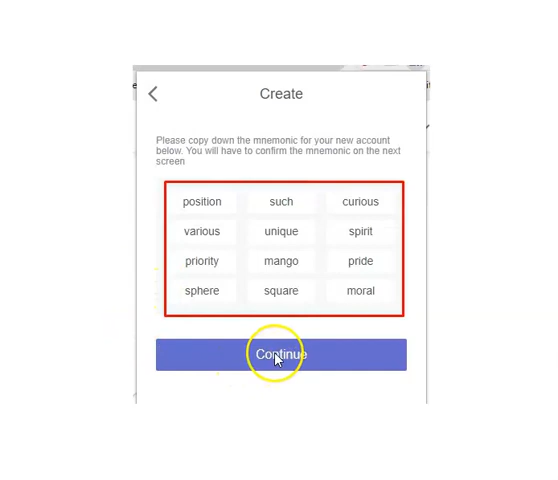 Create
Please copy down the mnemonic for your new account
below. You will have to confirm the mnemonic on the next
screen
position such curious
various unique spirit
priority mango pride
sphere square moral
Continue